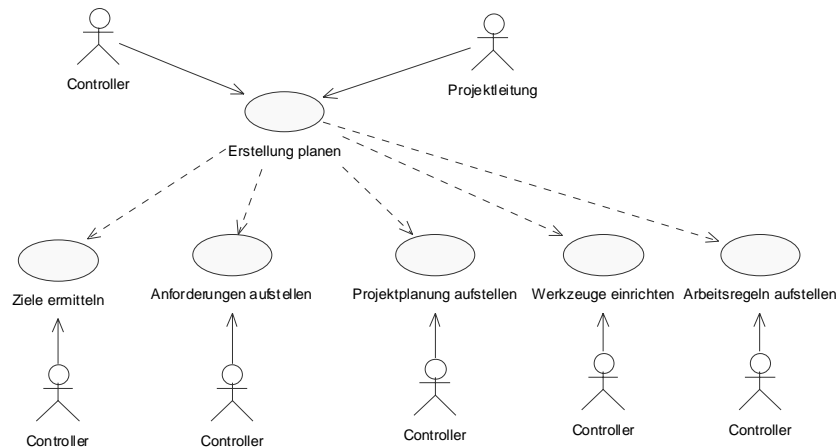 Controller
Projektleitung
Erstellung planen
Ziele ermitteln
Anforderungen aufstellen
Projektplanung aufstellen
Werkzeuge einrichten
Arbeitsregeln aufstellen
Controller
Controller
Controller
Controller
Controller